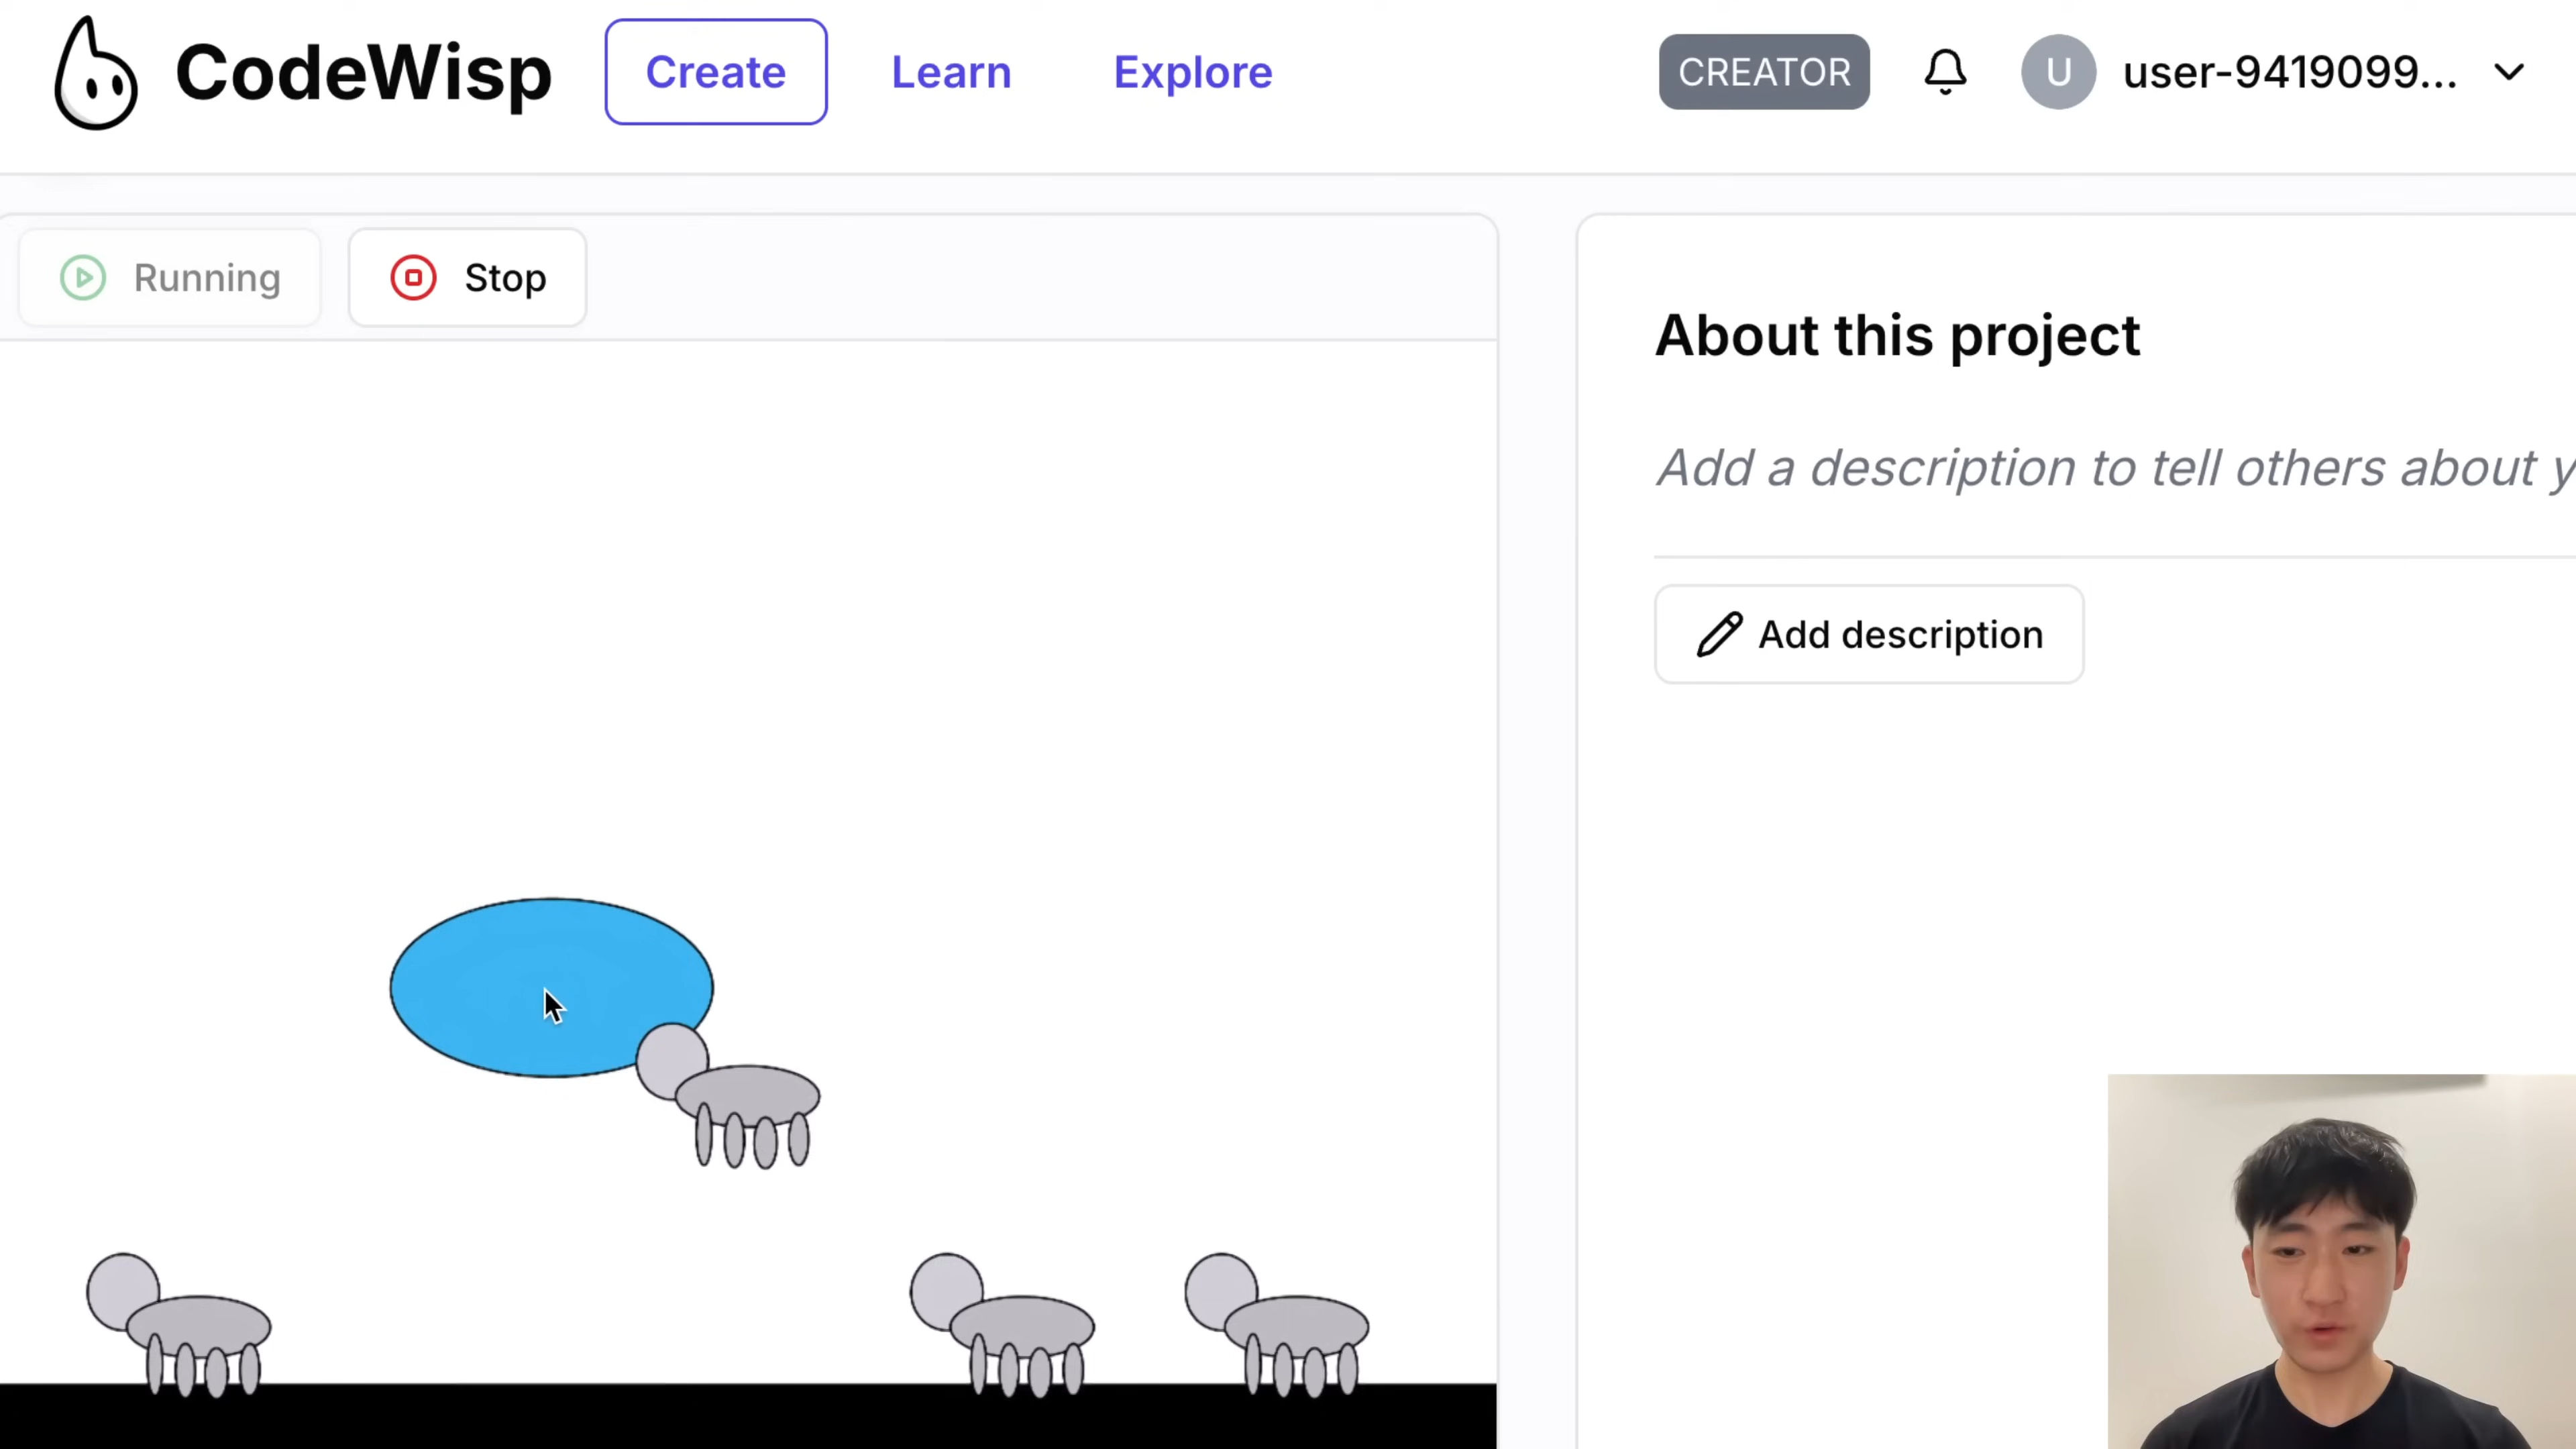 CodeWisp
Create
Learn
Explore
CREATOR
U
user-9419099...
Running
Stop
About this project
Add a description to tell others about y
Add description